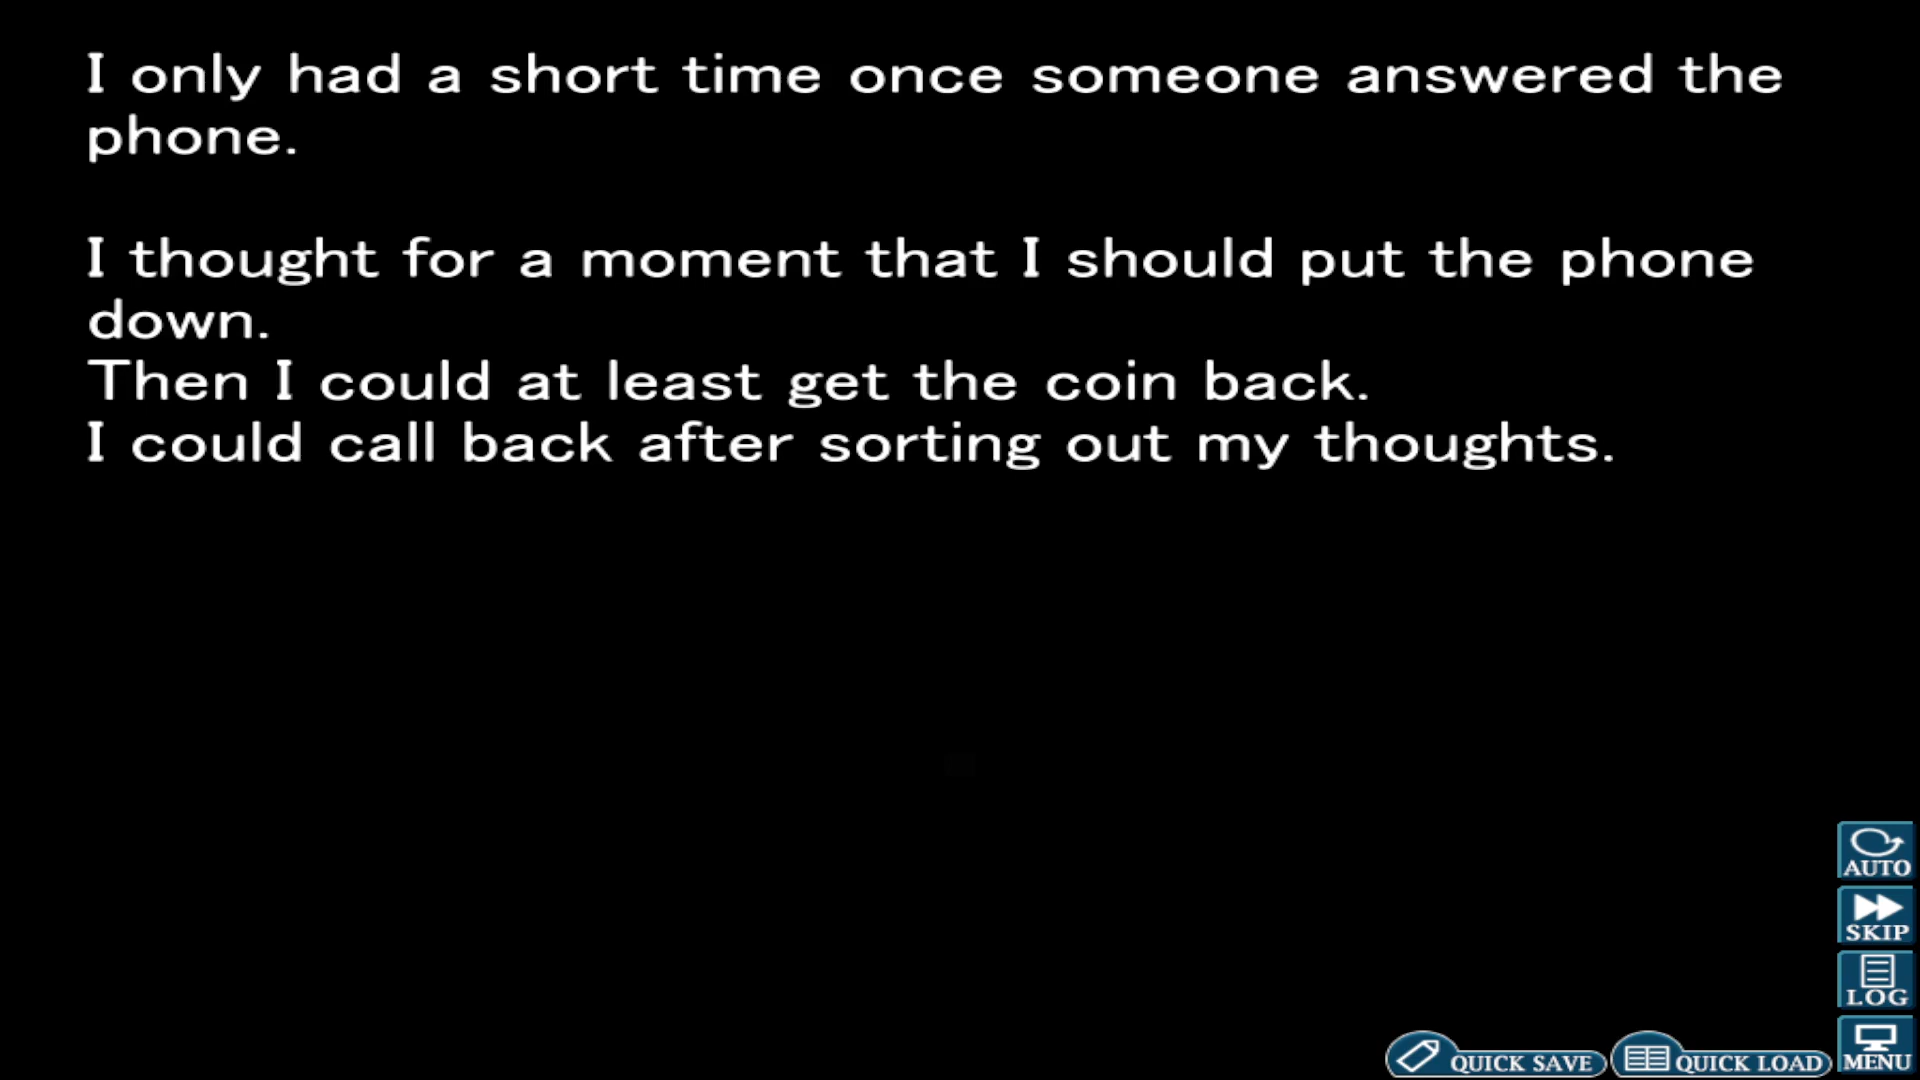 I only had a short time once someone answered the
phone.
I thought for a moment that I should put the phone
down.
Then I could at least get the coin back.
I could call back after sorting out my thoughts.
AUTO
SKIP
LOG
MENU
QUICK SAVE
QUICK LOAD